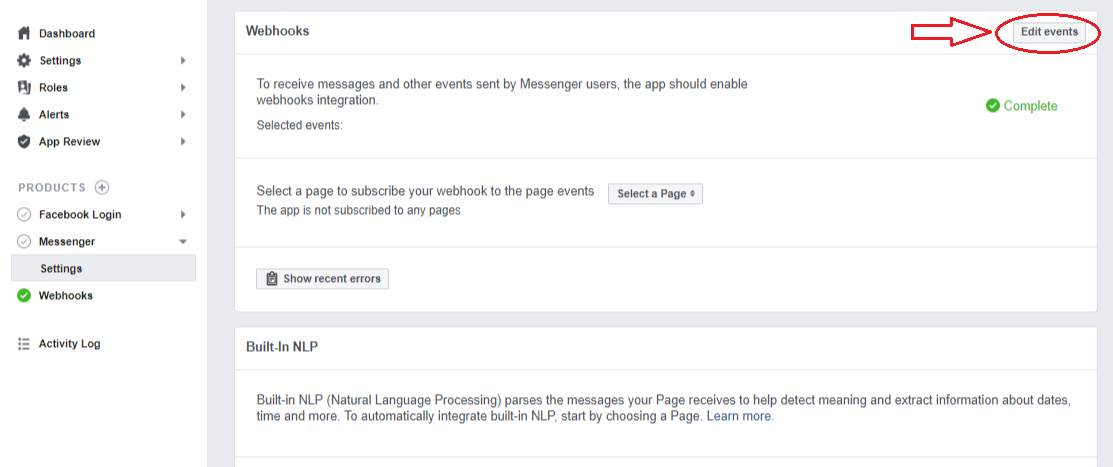 Dashboard
Settings
Roles
Alerts
App Review
PRODUCTS
Facebook Login
Messenger
Settings
Webhooks
Activity Log
Webhooks
Edit events
To receive messages and other events sent by Messenger users, the app should enable
webhooks integration.
Selected events:
Complete
Select a page to subscribe your webhook to the page events
Select a Page
The app is not subscribed to any pages
Show recent errors
Built-In NLP
Built-in NLP (Natural Language Processing) parses the messages your Page receives to help detect meaning and extract information about dates,
time and more. To automatically integrate built-in NLP, start by choosing a Page. Learn more.